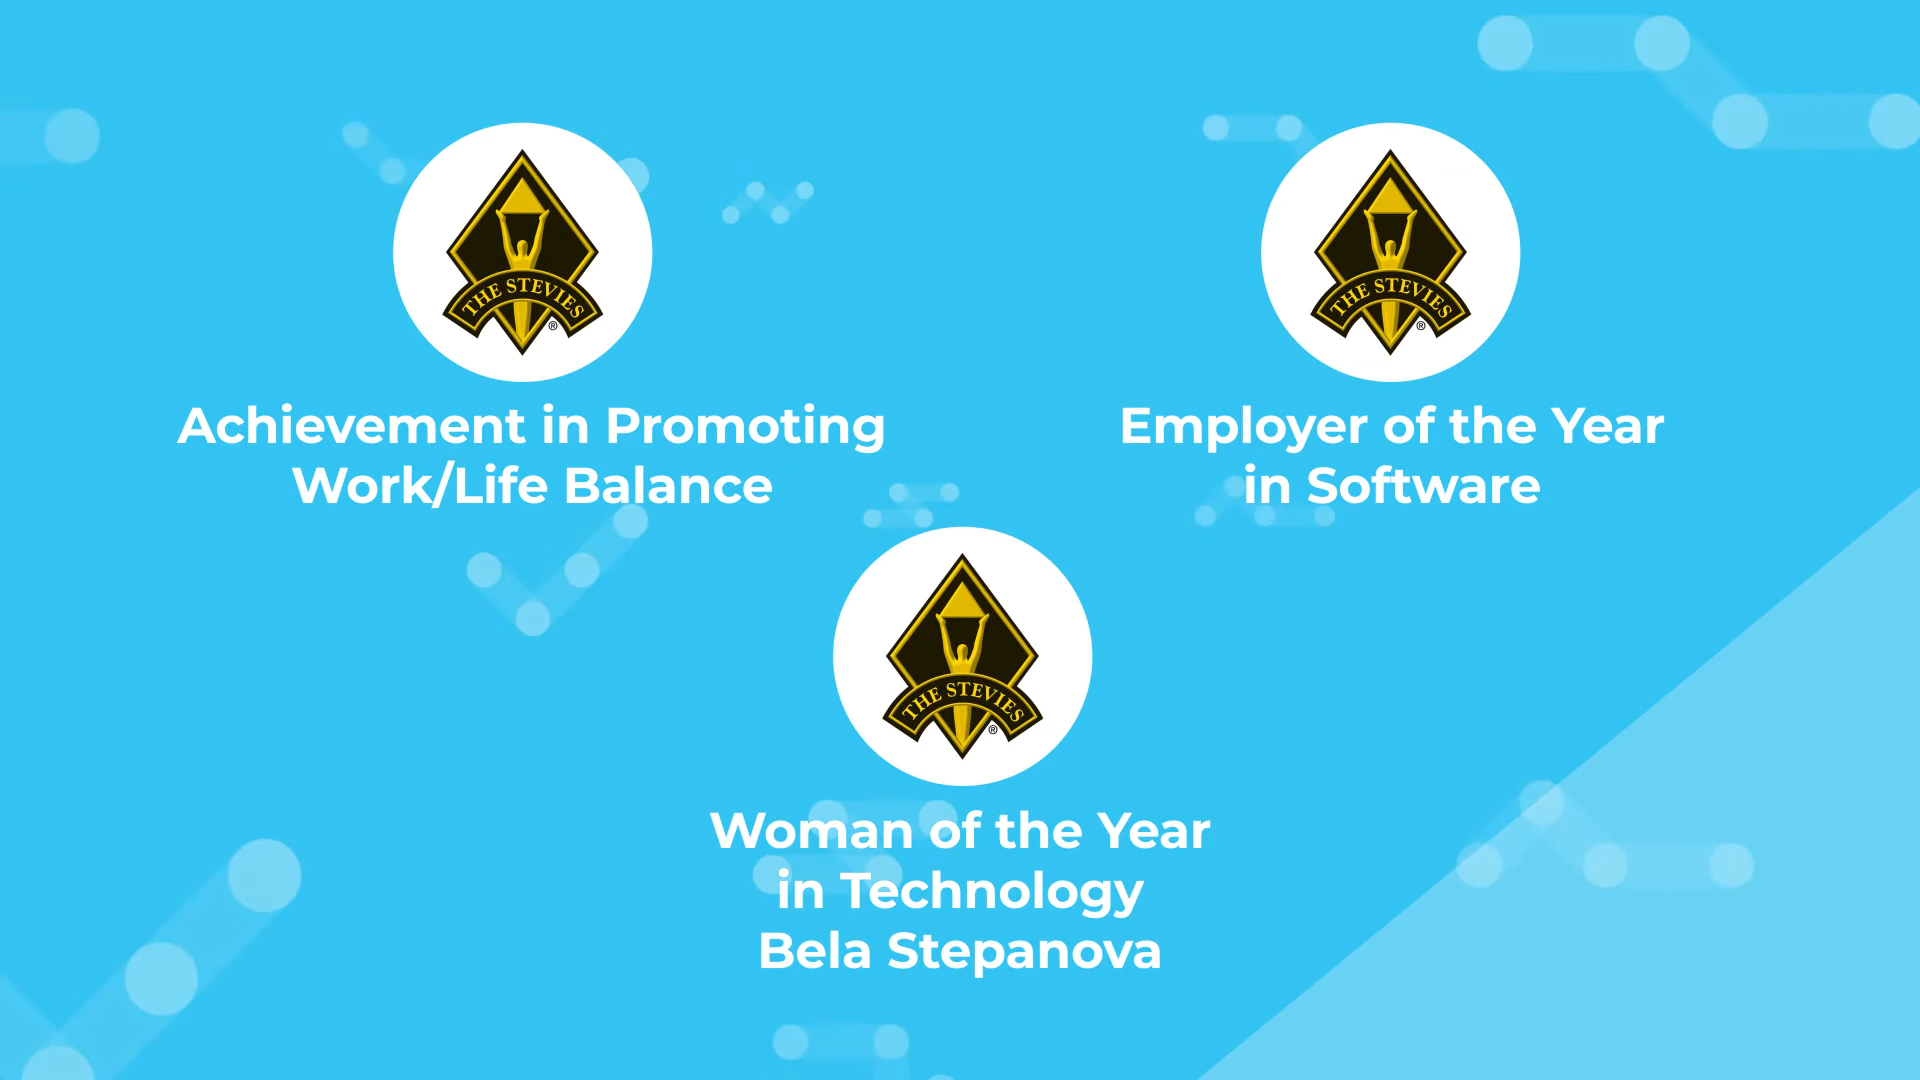 THE STEVIES
®
Achievement in Promoting
Work/Life Balance
THE STEVIES
®
Employer of the Year
in Software
THE STEVIES
®
Woman of the Year
in Technology
Bela Stepanova